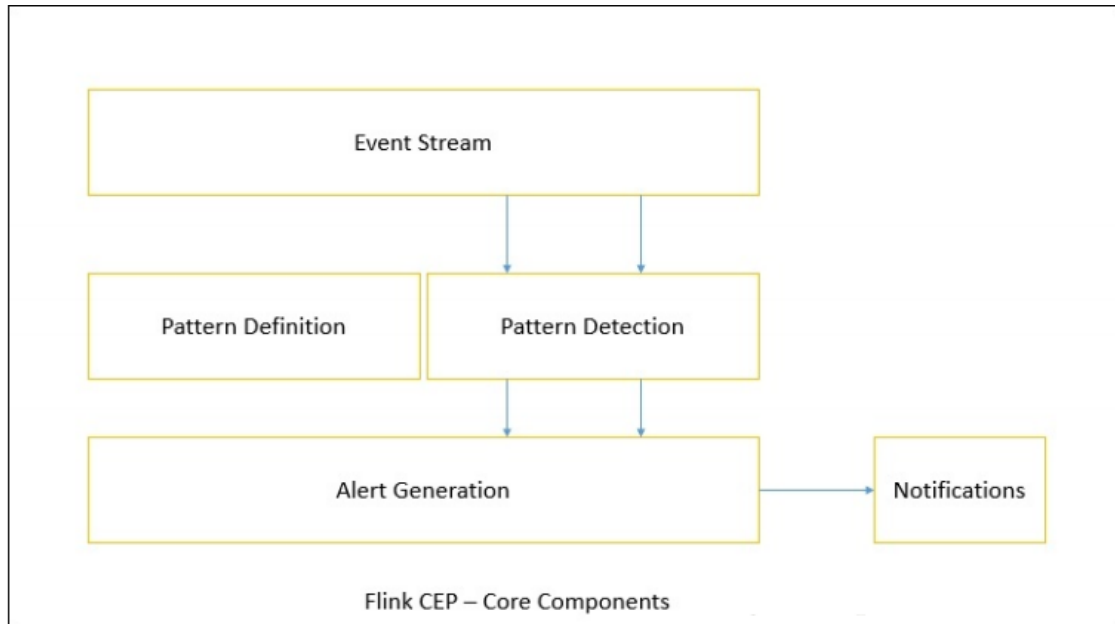 Event Stream
Pattern Definition
Pattern Detection
Alert Generation
Notifications
Flink CEP – Core Components